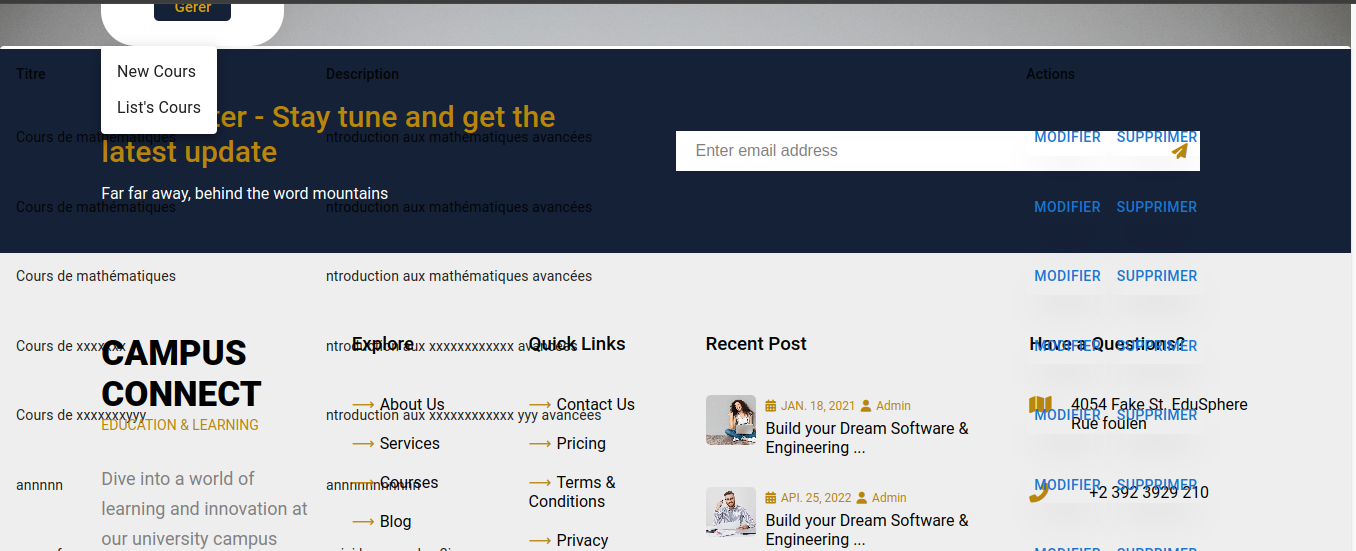 Gerer
New Cours
List's Cours
Titre
Description
Actions
ter - Stay tune and get the
latest update
Far far away, behind the word mountains
Enter email address
Cours de mathématiques
ntroduction aux mathématiques avancées
MODIFIER SUPPRIMER
Cours de mathématiques
ntroduction aux mathématiques avancées
MODIFIER SUPPRIMER
Cours de mathématiques
ntroduction aux mathématiques avancées
MODIFIER SUPPRIMER
Cours de xxxxxxx
ntroduction aux xxxxxxxxxxxx avancées
MODIFIER SUPPRIMER
Cours de xxxxxxxxyyy
ntroduction aux xxxxxxxxxxxx yyy avancées
MODIFIER SUPPRIMER
annnnn
MODIFIER SUPPRIMER
MODIFIER SUPPRIMER
CAMPUS
CONNECT
EDUCATION & LEARNING
Dive into a world of
learning and innovation at
our university campus
Explore
About Us
Services
Courses
Blog
Quick Links
Contact Us
Pricing
Terms &
Conditions
Privacy
Recent Post
JAN. 18, 2021 Admin
Build your Dream Software &
Engineering ...
API. 25, 2022 Admin
Build your Dream Software &
Engineering ...
Have a Questions?
4054 Fake St. EduSphere
Rue foulen
+2 392 3929 210